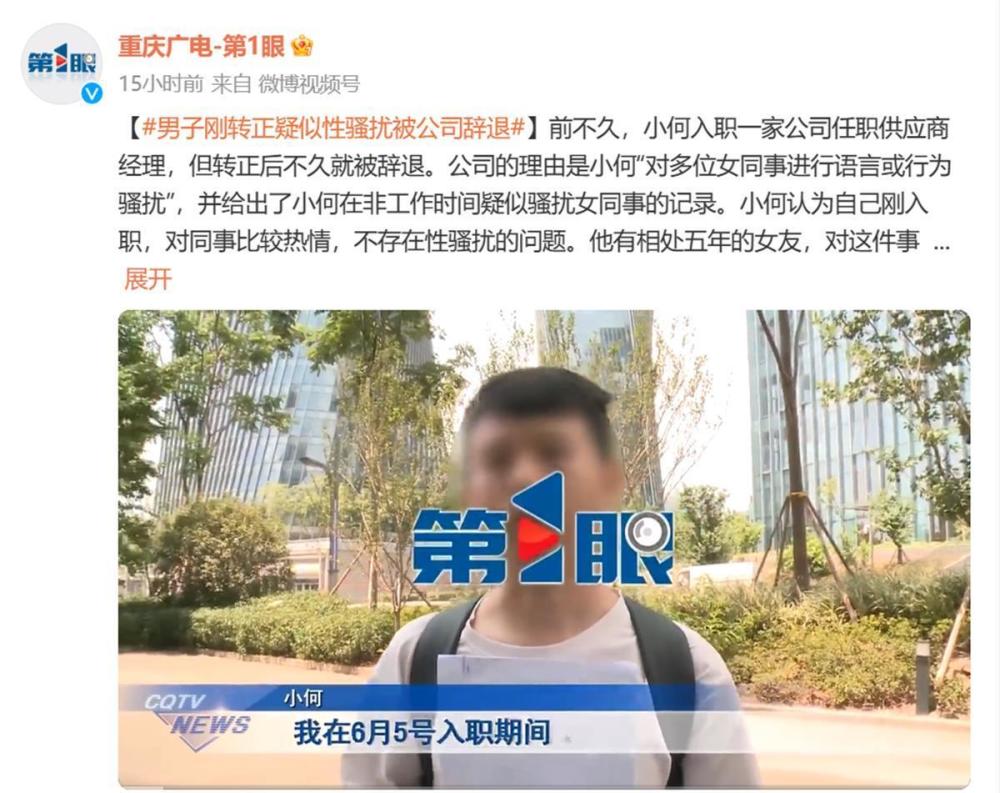 第1眼
重庆广电-第1眼
15小时前 来自 微博视频号
【#男子刚转正疑似性骚扰被公司辞退#】前不久，小何入职一家公司任职供应商
经理，但转正后不久就被辞退。公司的理由是小何“对多位女同事进行语言或行为
骚扰”，并给出了小何在非工作时间疑似骚扰女同事的记录。小何认为自己刚入
职，对同事比较热情，不存在性骚扰的问题。他有相处五年的女友，对这件事 ...
展开
第1眼
CQTV
NEWS
小何
我在6月5号入职期间